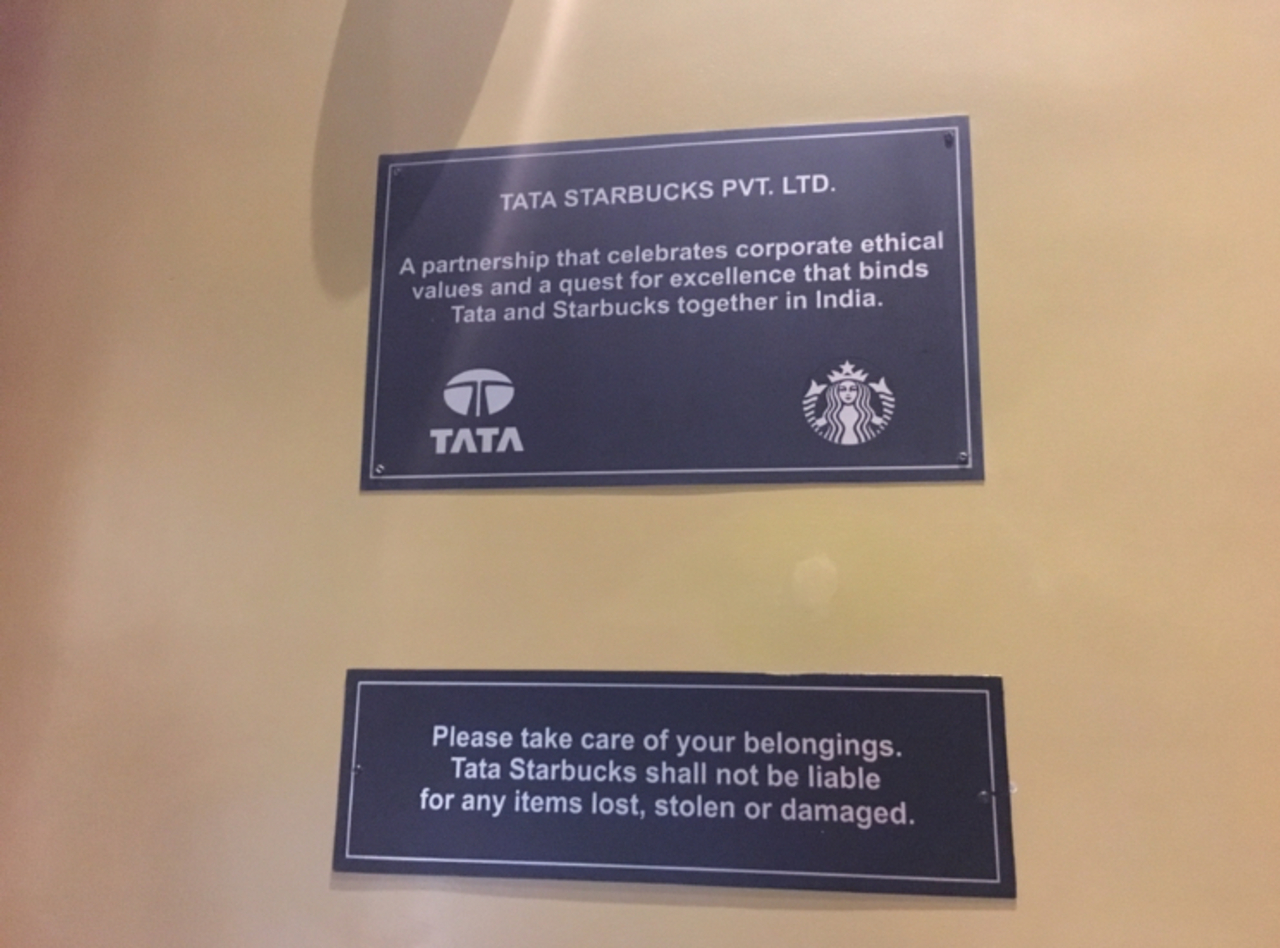 TATA STARBUCKS PVT. LTD.
A partnership that celebrates corporate ethical
values and a quest for excellence that binds
Tata and Starbucks together in India.
TATA
Please take care of your belongings.
Tata Starbucks shall not be liable
for any items lost, stolen or damaged.